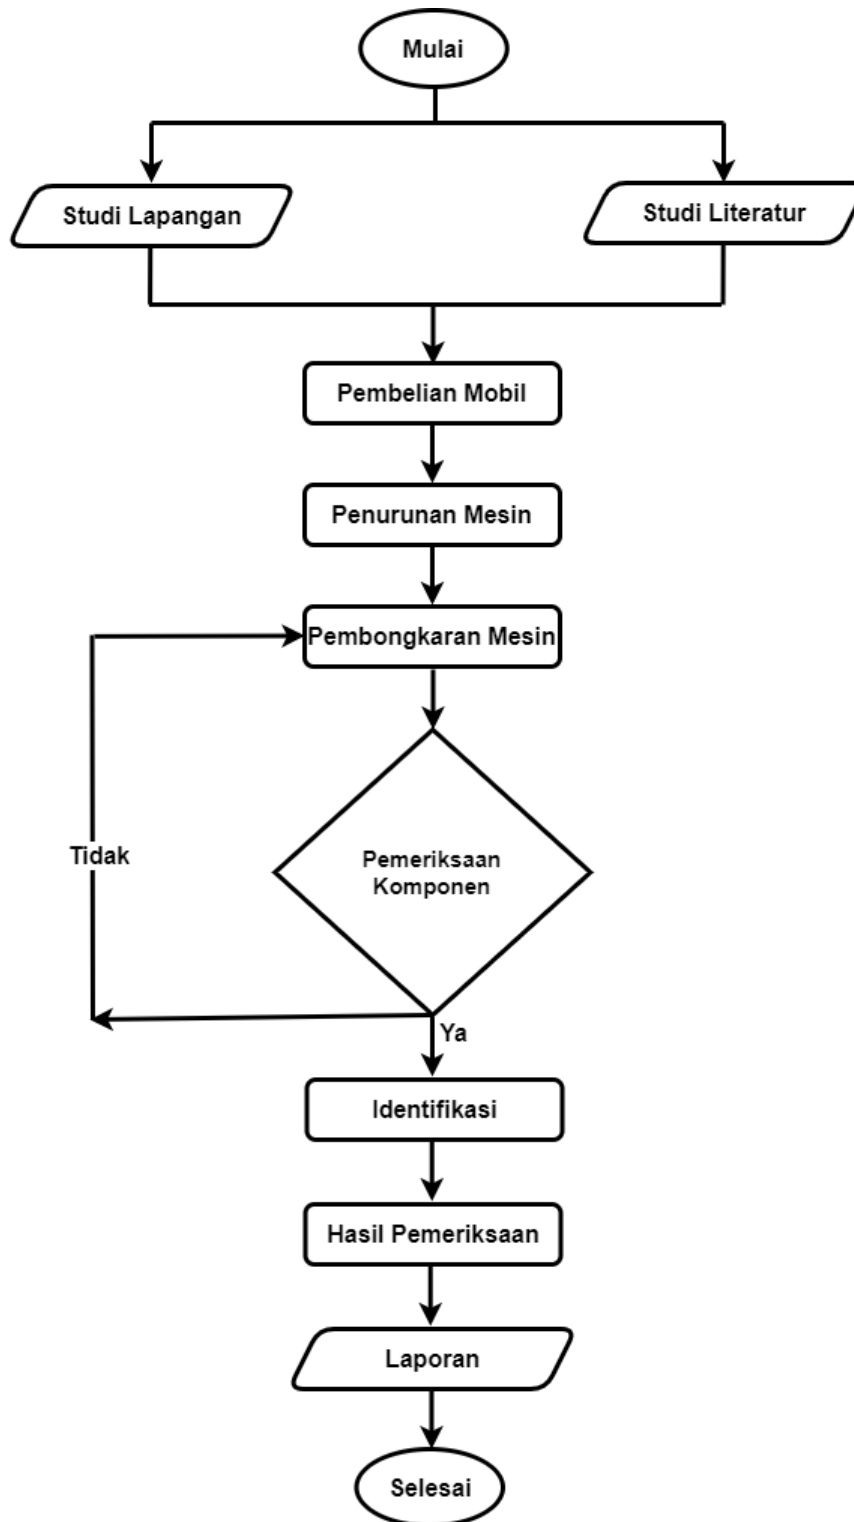 Mulai
Studi Lapangan
Studi Literatur
Pembelian Mobil
Penurunan Mesin
Pembongkaran Mesin
Pemeriksaan
Komponen
Tidak
Ya
Identifikasi
Hasil Pemeriksaan
Laporan
Selesai